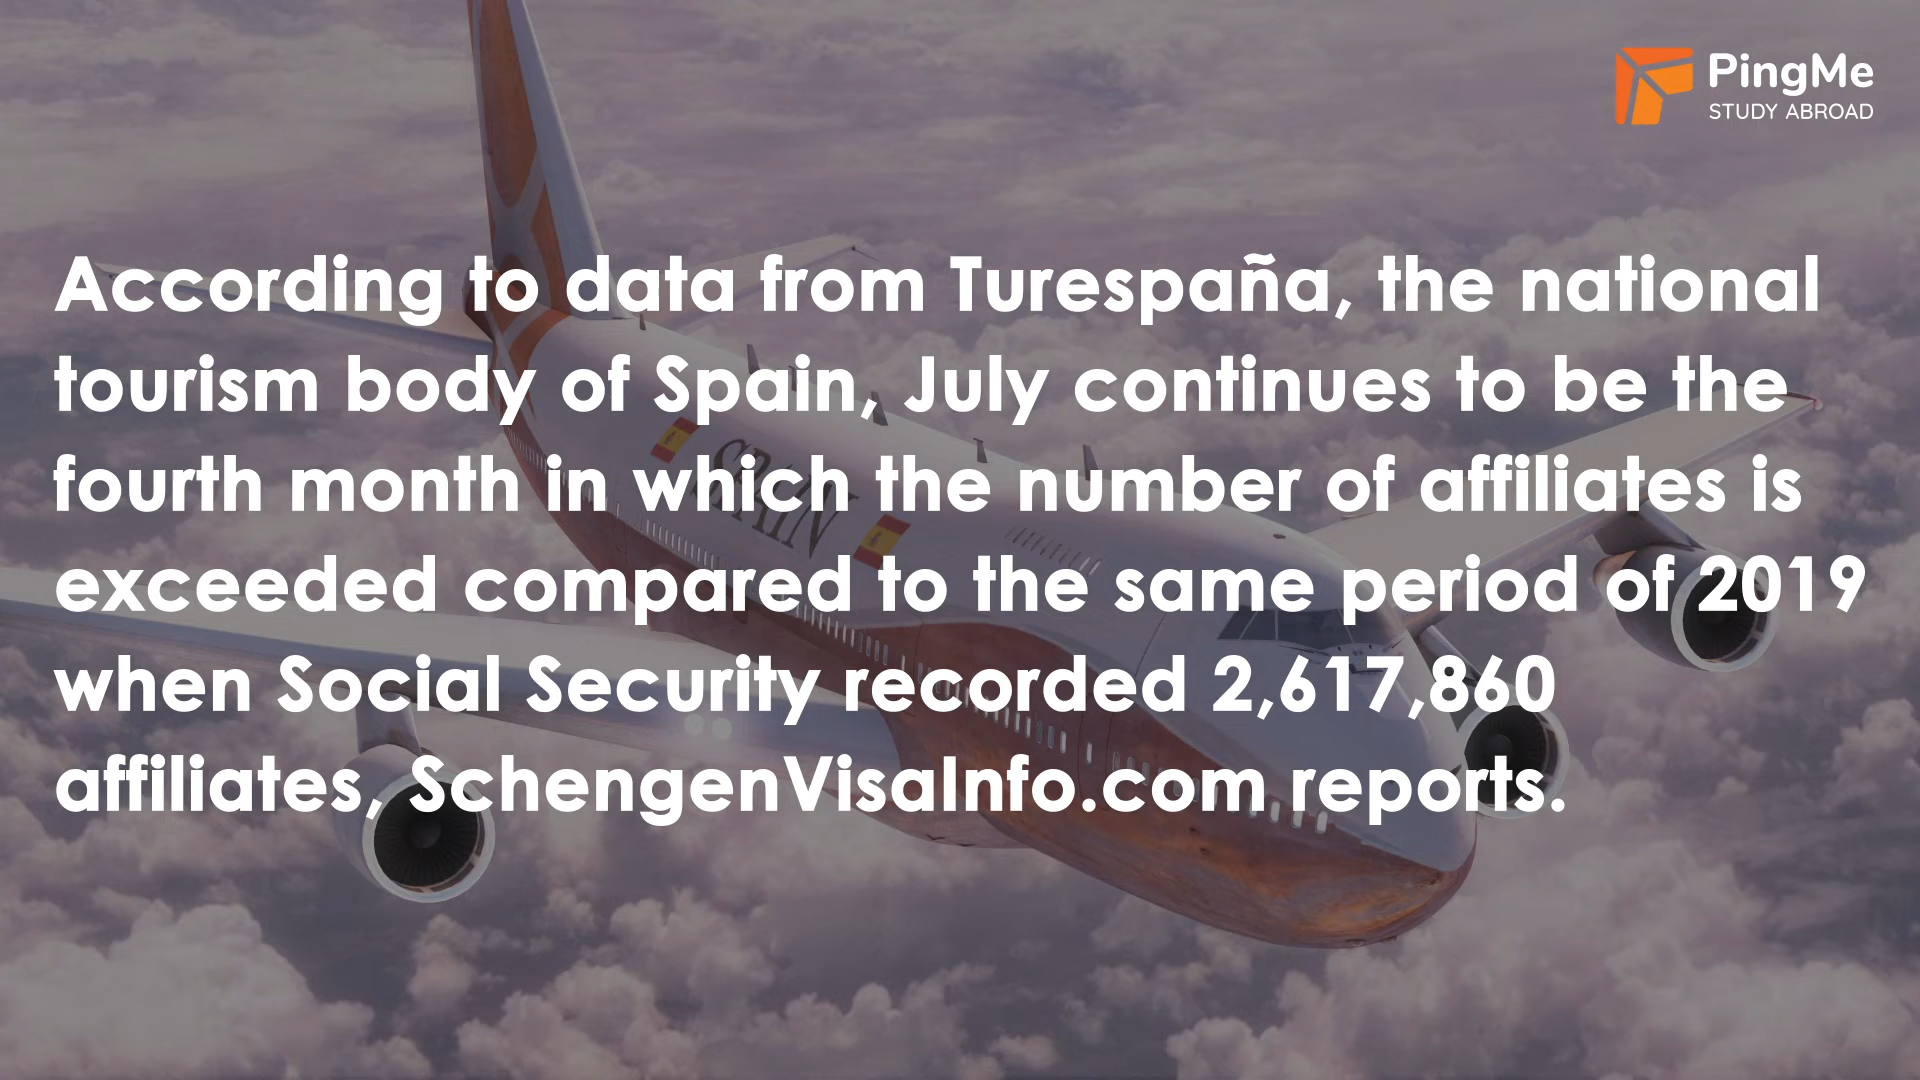 PingMe
STUDY ABROAD
According to data from Turespaña, the national
tourism body of Spain, July continues to be the
fourth month in which the number of affiliates is
exceeded compared to the same period of 2019
when Social Security recorded 2,617,860
affiliates, SchengenVisaInfo.com reports.
SPAIN